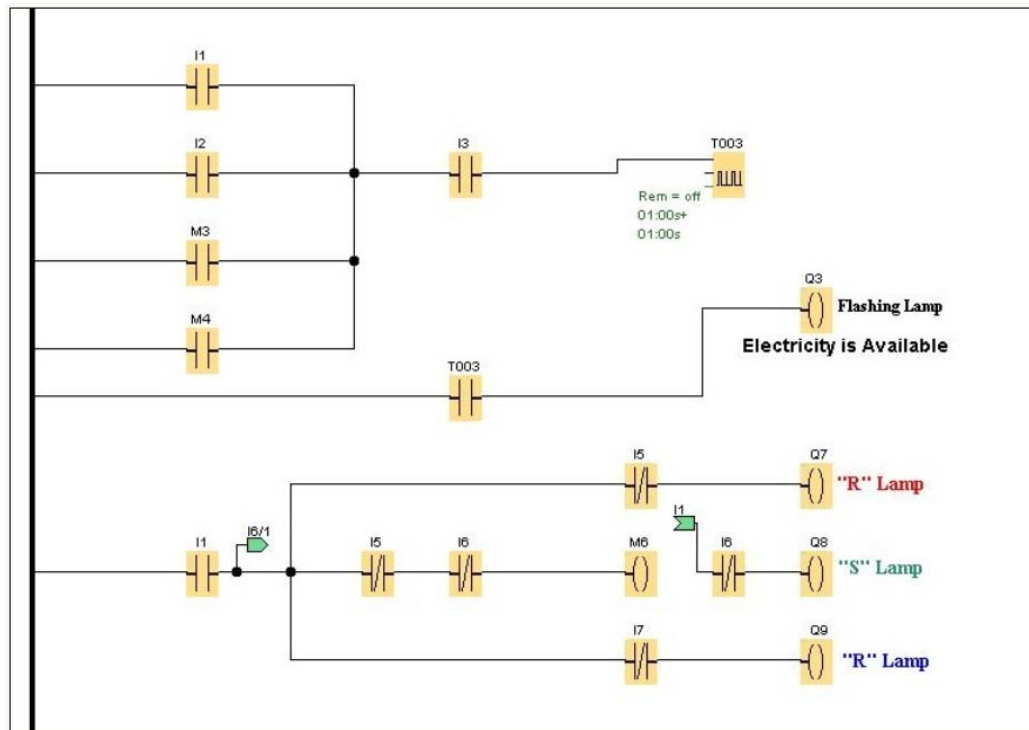 I1
I2
I3
T003
Rem = off
01:00s+
01:00s
M3
Q3
Flashing Lamp
M4
Electricity is Available
T003
I5
Q7
"R" Lamp
I1
I6/1
I1
I5
I6
M6
I6
Q8
"S" Lamp
I7
Q9
"R" Lamp